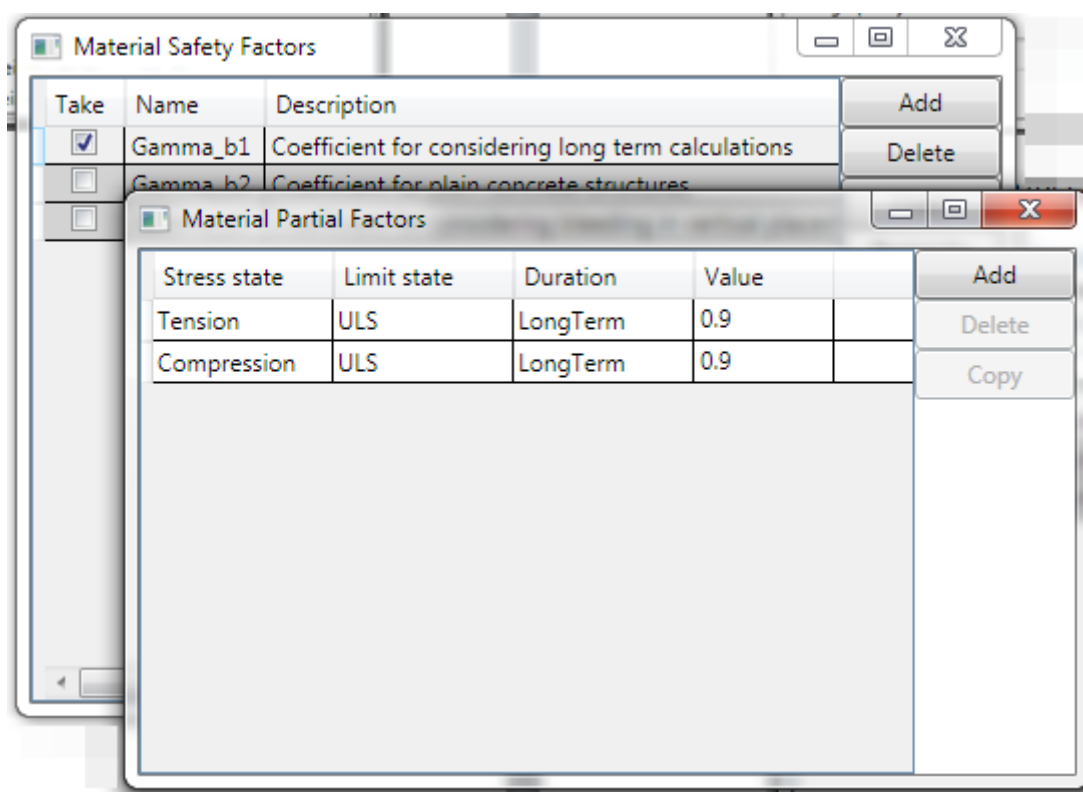 Material Safety Factors
Take Name Description Add
Gamma_b1 Coefficient for considering long term calculations Delete
Gamma_b2 Coefficient for plain concrete structures
Material Partial Factors
Stress state Limit state Duration Value Add
Tension ULS LongTerm 0.9 Delete
Compression ULS LongTerm 0.9 Copy